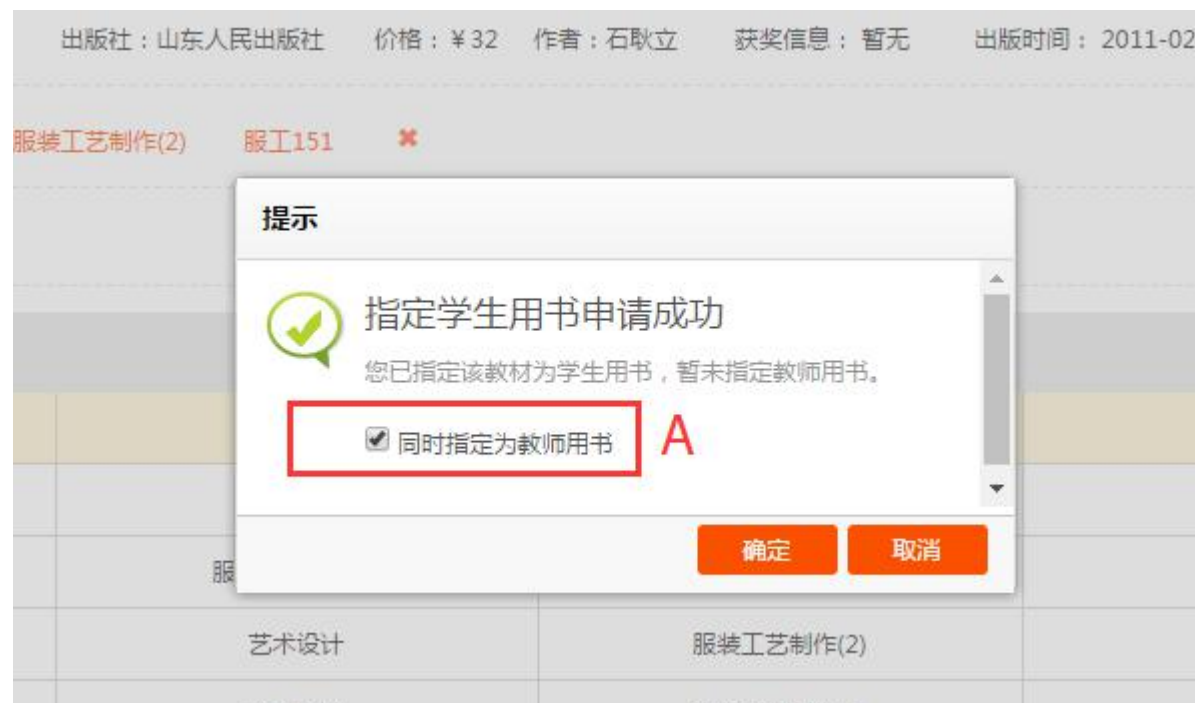 出版社：山东人民出版社 价格：￥32 作者：石耿立 获奖信息： 暂无 出版时间： 2011-02
服装工艺制作(2) 服工151 ✖
提示
指定学生用书申请成功
您已指定该教材为学生用书，暂未指定教师用书。
同时指定为教师用书 A
确定 取消
服
艺术设计 服装工艺制作(2)